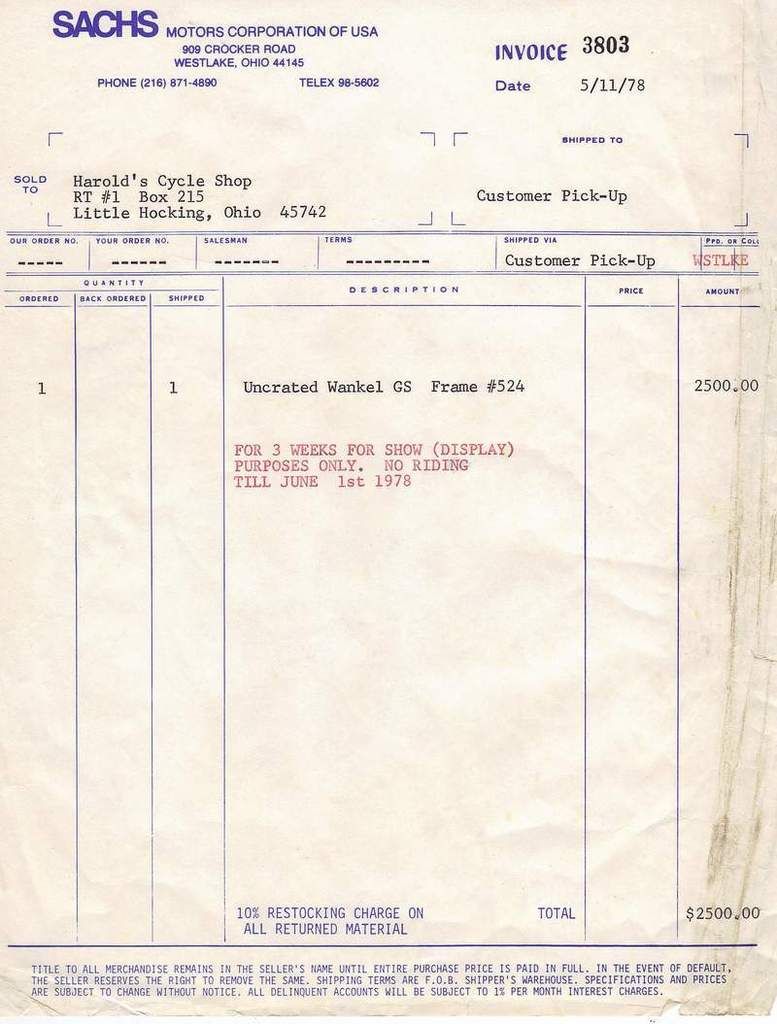 SACHS MOTORS CORPORATION OF USA
909 CROCKER ROAD
WESTLAKE, OHIO 44145
PHONE (216) 871-4890 TELEX 98-5602
INVOICE 3803
Date 5/11/78
SHIPPED TO
SOLD TO
Harold's Cycle Shop
RT #1 Box 215
Little Hocking, Ohio 45742
Customer Pick-Up
OUR ORDER NO. YOUR ORDER NO. SALESMAN TERMS SHIPPED VIA PPD. OR COLL
----- ------ ------- --------- Customer Pick-Up WSTLKE
QUANTITY
ORDERED BACK ORDERED SHIPPED DESCRIPTION PRICE AMOUNT
1 1 Uncrated Wankel GS Frame #524 2500.00
FOR 3 WEEKS FOR SHOW (DISPLAY)
PURPOSES ONLY. NO RIDING
TILL JUNE 1st 1978
10% RESTOCKING CHARGE ON TOTAL $2500.00
ALL RETURNED MATERIAL
TITLE TO ALL MERCHANDISE REMAINS IN THE SELLER'S NAME UNTIL ENTIRE PURCHASE PRICE IS PAID IN FULL. IN THE EVENT OF DEFAULT,
THE SELLER RESERVES THE RIGHT TO REMOVE THE SAME. SHIPPING TERMS ARE F.O.B. SHIPPER'S WAREHOUSE. SPECIFICATIONS AND PRICES
ARE SUBJECT TO CHANGE WITHOUT NOTICE. ALL DELINQUENT ACCOUNTS WILL BE SUBJECT TO 1% PER MONTH INTEREST CHARGES.